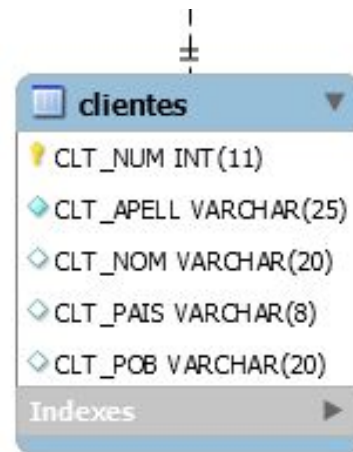 clientes
CLT_NUM INT(11)
CLT_APELL VARCHAR(25)
CLT_NOM VARCHAR(20)
CLT_PAIS VARCHAR(8)
CLT_POB VARCHAR(20)
Indexes